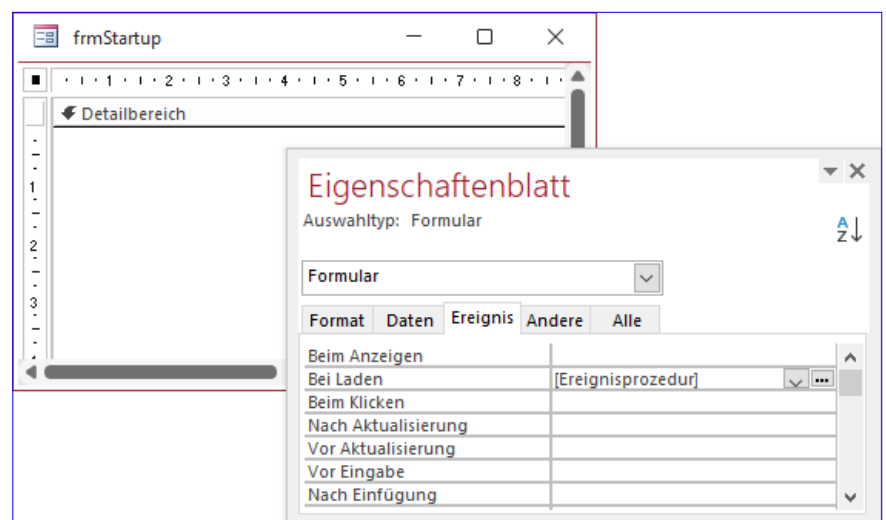 frmStartup
1 2 3 4 5 6 7 8
Detailbereich
1
2
3
Eigenschaftenblatt
Auswahltyp: Formular
A
Z
Formular
Format Daten Ereignis Andere Alle
Beim Anzeigen
Bei Laden [Ereignisprozedur]
Beim Klicken
Nach Aktualisierung
Vor Aktualisierung
Vor Eingabe
Nach Einfügung